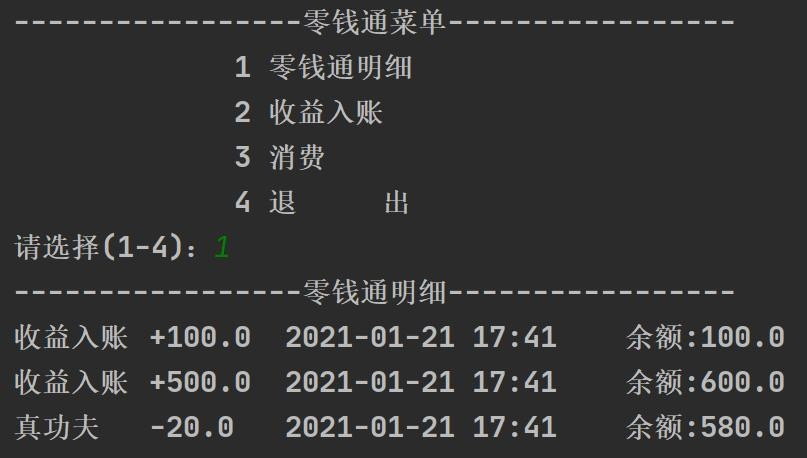 -----------------零钱通菜单-----------------
1 零钱通明细
2 收益入账
3 消费
4 退     出
请选择(1-4): 1
-----------------零钱通明细-----------------
收益入账 +100.0  2021-01-21 17:41    余额:100.0
收益入账 +500.0  2021-01-21 17:41    余额:600.0
真功夫   -20.0   2021-01-21 17:41    余额:580.0